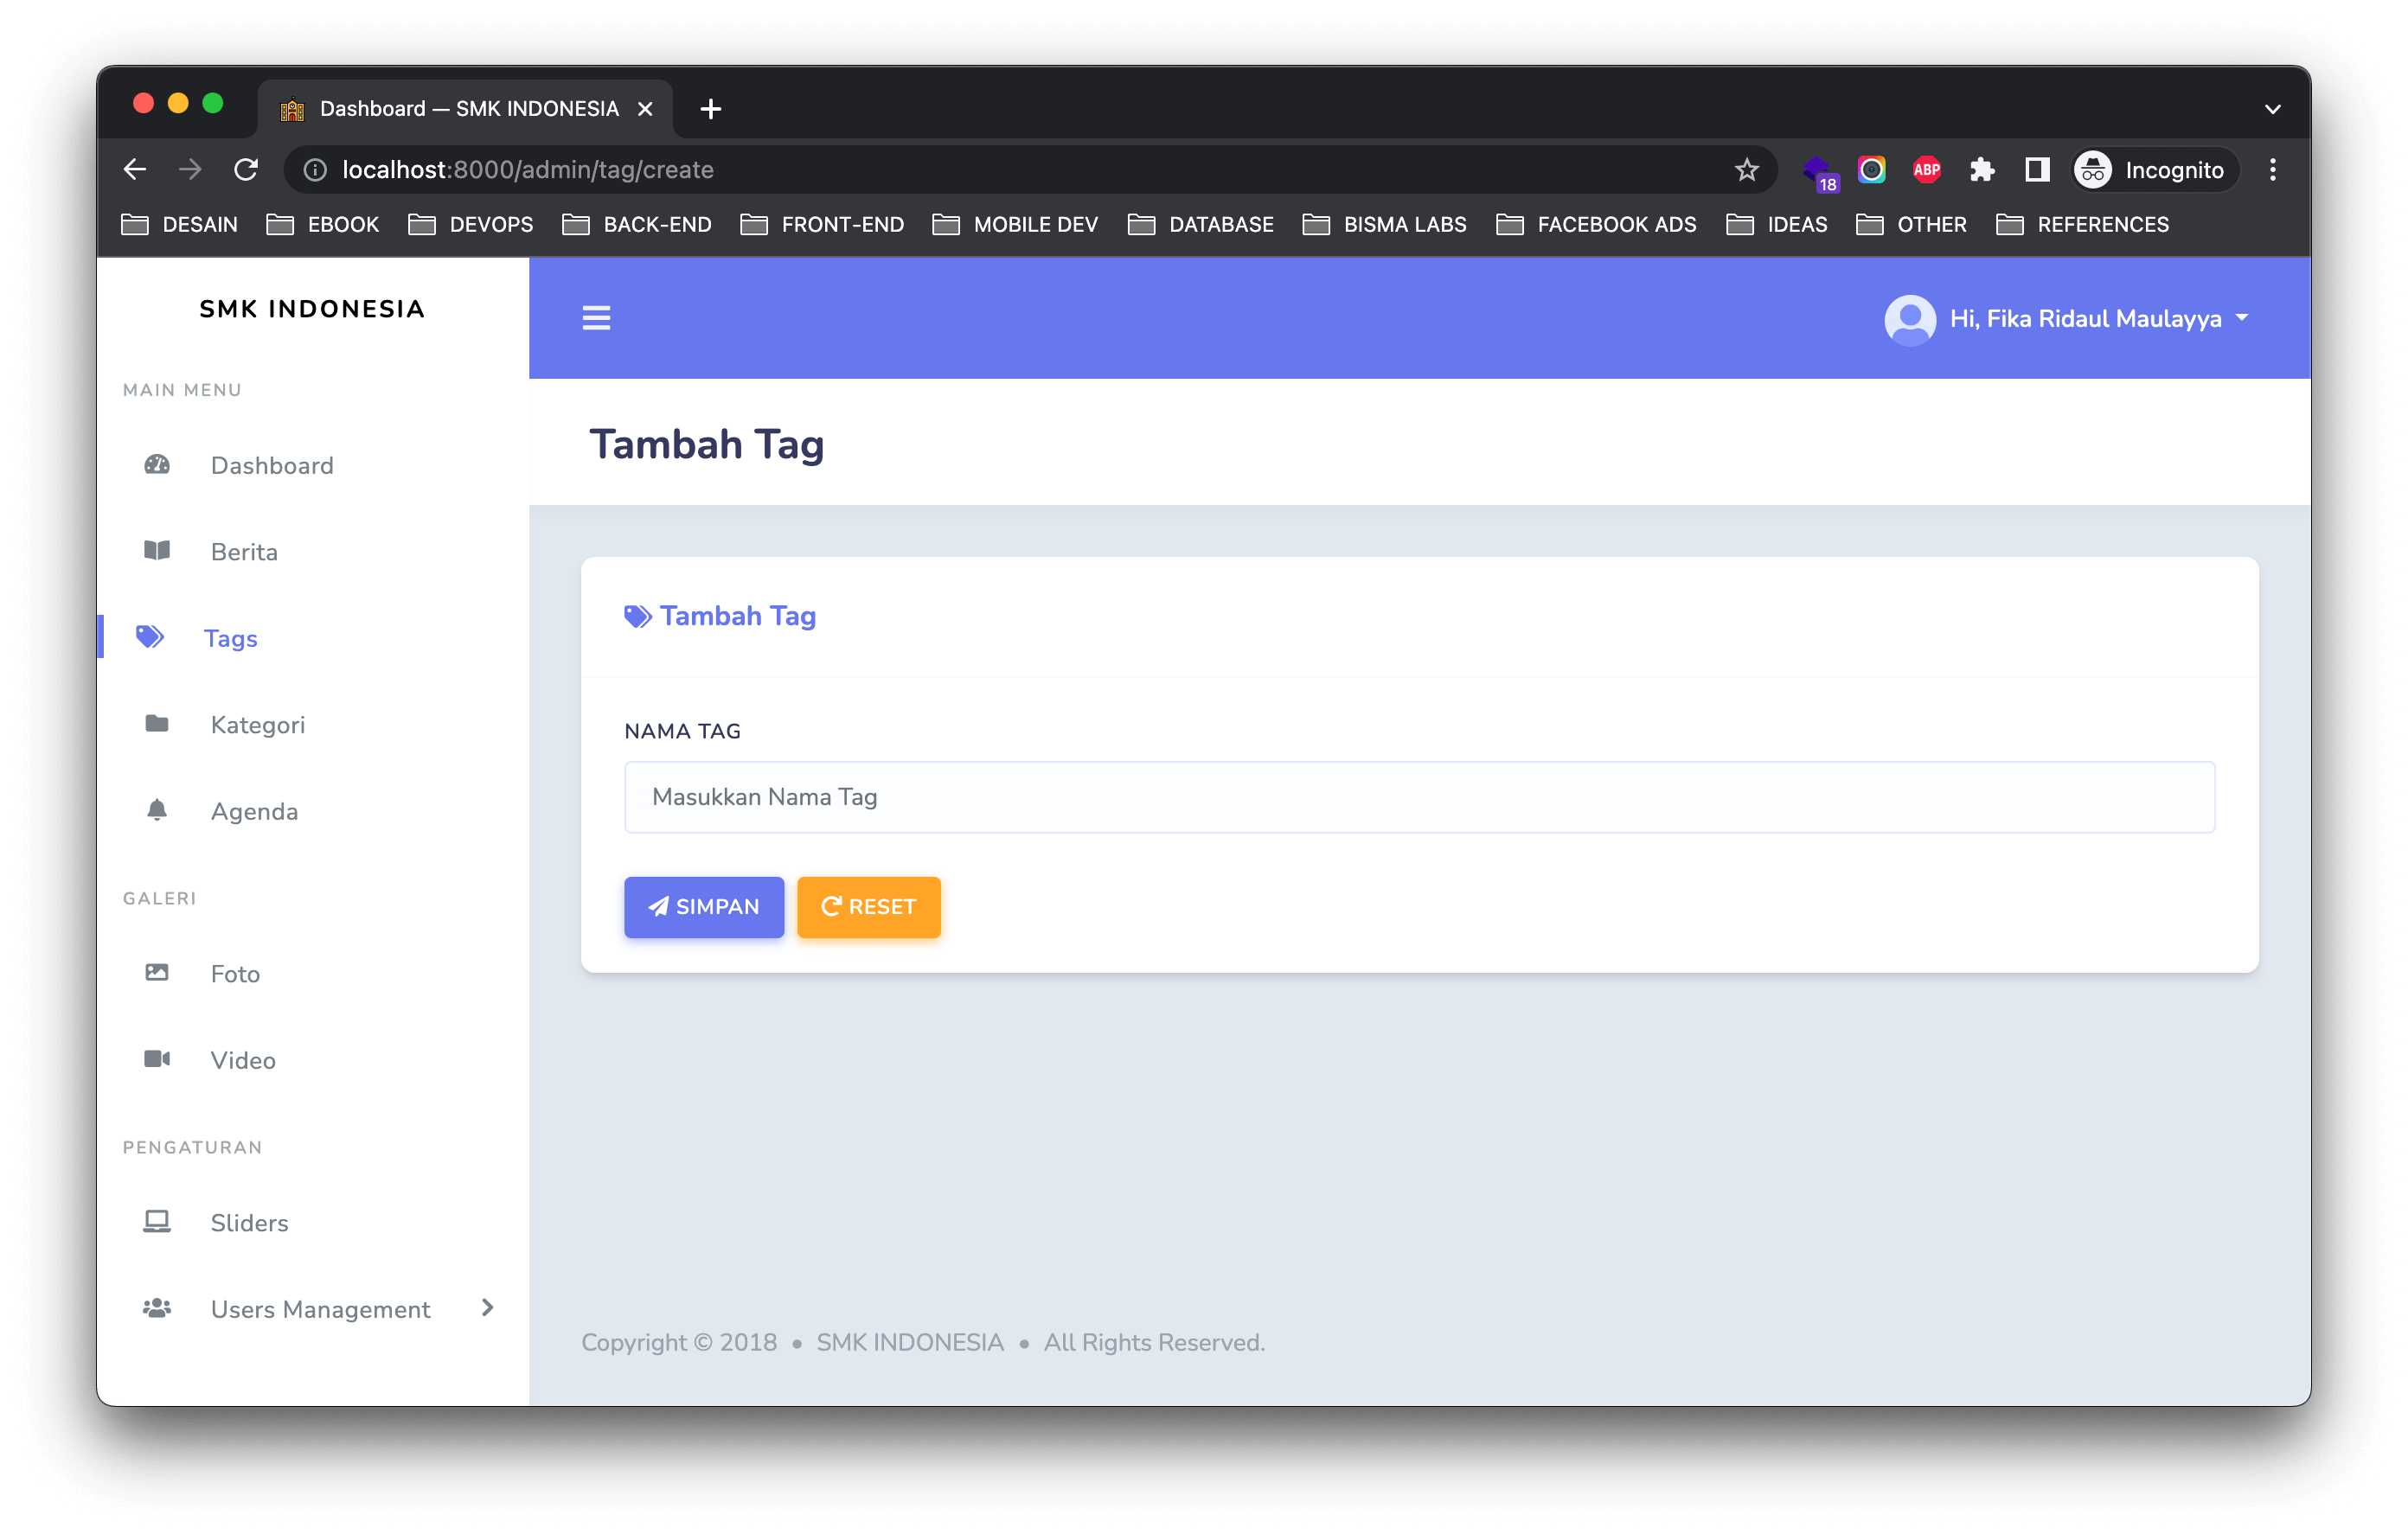 Dashboard — SMK INDONESIA
localhost:8000/admin/tag/create
18
ABP
Incognito
DESAIN EBOOK DEVOPS BACK-END FRONT-END MOBILE DEV DATABASE BISMA LABS FACEBOOK ADS IDEAS OTHER REFERENCES
SMK INDONESIA
MAIN MENU
Dashboard
Berita
Tags
Kategori
Agenda
GALERI
Foto
Video
PENGATURAN
Sliders
Users Management
Hi, Fika Ridaul Maulayya
Tambah Tag
Tambah Tag
NAMA TAG
Masukkan Nama Tag
SIMPAN RESET
Copyright © 2018 • SMK INDONESIA • All Rights Reserved.